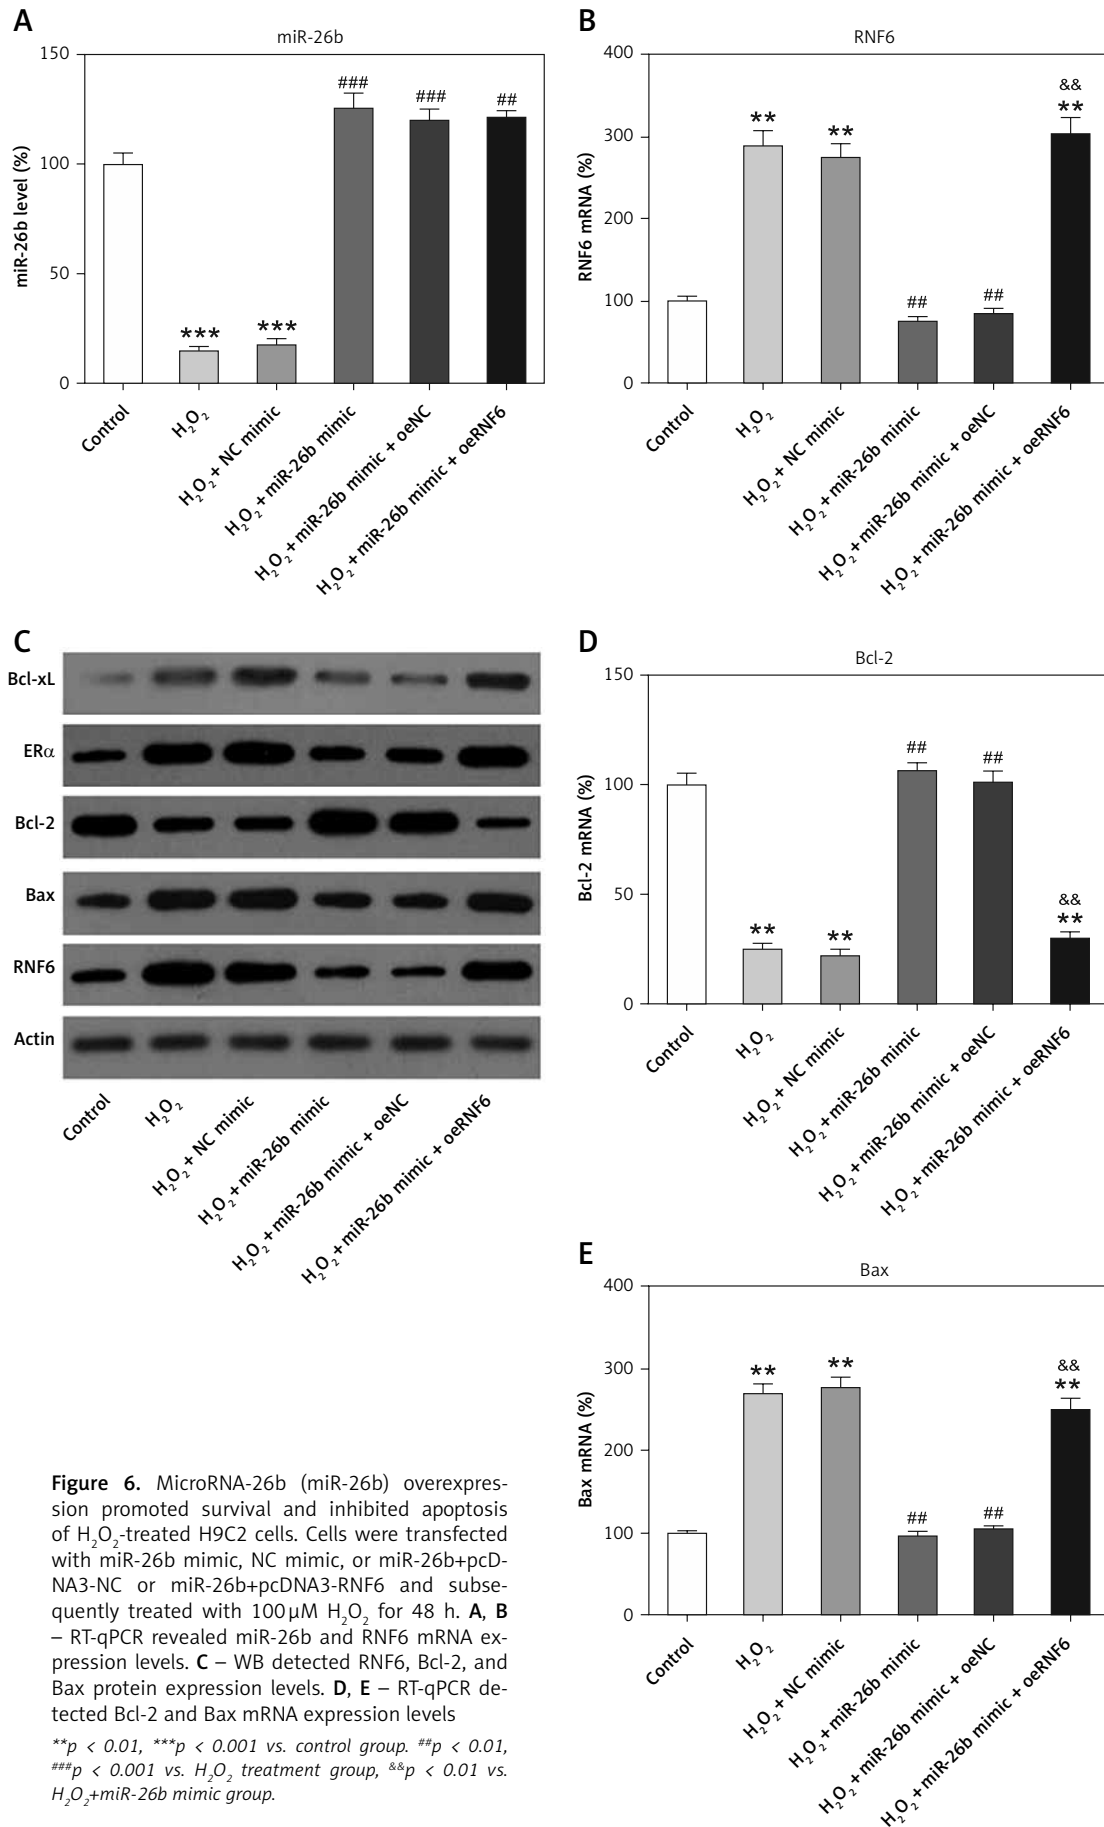 A
miR-26b
miR-26b level (%)
150
100
50
0
***
***
###
###
##
Control
H₂O₂
H₂O₂ + NC mimic
H₂O₂ + miR-26b mimic
H₂O₂ + miR-26b mimic + oeNC
H₂O₂ + miR-26b mimic + oeRNF6
B
RNF6
RNF6 mRNA (%)
400
300
200
100
0
**
**
##
##
&&
**
Control
H₂O₂
H₂O₂ + NC mimic
H₂O₂ + miR-26b mimic
H₂O₂ + miR-26b mimic + oeNC
H₂O₂ + miR-26b mimic + oeRNF6
C
Bcl-xL
ERα
Bcl-2
Bax
RNF6
Actin
Control
H₂O₂
H₂O₂ + NC mimic
H₂O₂ + miR-26b mimic
H₂O₂ + miR-26b mimic + oeNC
H₂O₂ + miR-26b mimic + oeRNF6
D
Bcl-2
Bcl-2 mRNA (%)
150
100
50
0
**
**
##
##
&&
**
Control
H₂O₂
H₂O₂ + NC mimic
H₂O₂ + miR-26b mimic
H₂O₂ + miR-26b mimic + oeNC
H₂O₂ + miR-26b mimic + oeRNF6
E
Bax
Bax mRNA (%)
400
300
200
100
0
**
**
##
##
&&
**
Control
H₂O₂
H₂O₂ + NC mimic
H₂O₂ + miR-26b mimic
H₂O₂ + miR-26b mimic + oeNC
H₂O₂ + miR-26b mimic + oeRNF6
Figure 6. MicroRNA-26b (miR-26b) overexpres-
sion promoted survival and inhibited apoptosis
of H₂O₂-treated H9C2 cells. Cells were transfected
with miR-26b mimic, NC mimic, or miR-26b+pcD-
NA3-NC or miR-26b+pcDNA3-RNF6 and subse-
quently treated with 100 µM H₂O₂ for 48 h. A, B
– RT-qPCR revealed miR-26b and RNF6 mRNA ex-
pression levels. C – WB detected RNF6, Bcl-2, and
Bax protein expression levels. D, E – RT-qPCR de-
tected Bcl-2 and Bax mRNA expression levels
**p < 0.01, ***p < 0.001 vs. control group. ##p < 0.01,
###p < 0.001 vs. H₂O₂ treatment group, &&p < 0.01 vs.
H₂O₂+miR-26b mimic group.